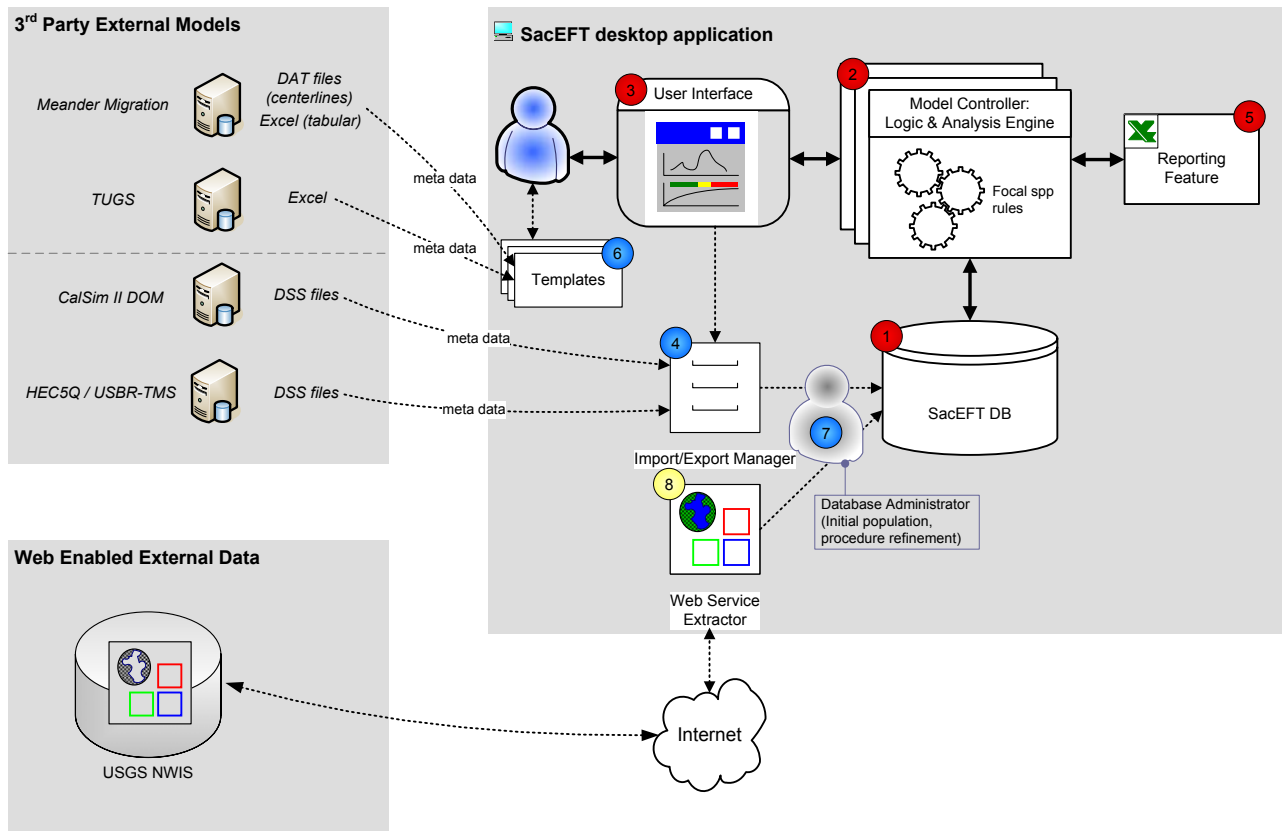 3rd Party External Models
Meander Migration
DAT files
(centerlines)
Excel (tabular)
TUGS
Excel
CalSim II DOM
DSS files
HEC5Q / USBR-TMS
DSS files
meta data
meta data
meta data
meta data
SacEFT desktop application
3
User Interface
2
Model Controller:
Logic & Analysis Engine
Focal spp
rules
5
Reporting
Feature
6
Templates
4
Import/Export Manager
1
SacEFT DB
7
Database Administrator
(Initial population,
procedure refinement)
8
Web Service
Extractor
Internet
Web Enabled External Data
USGS NWIS